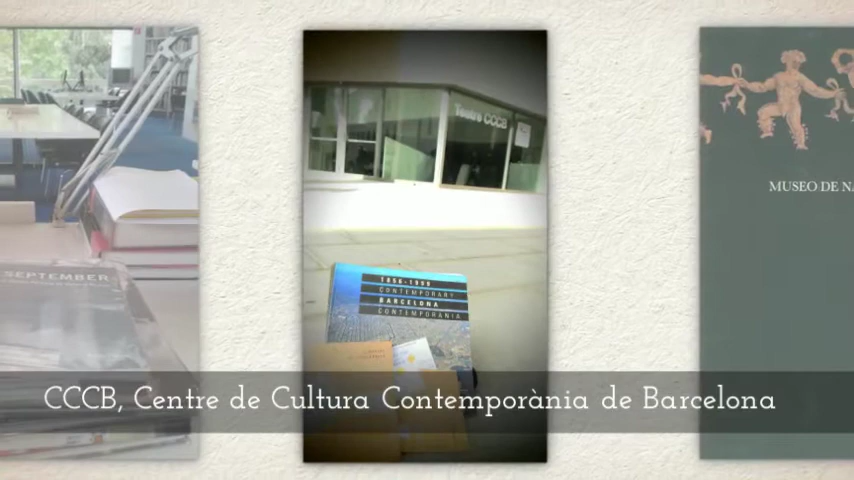 SEPTEMBER
Teatre CCCB
1856-1999
CONTEMPORARY
BARCELONA
CONTEMPORÀNIA
MUSEO DE NA
CCCB, Centre de Cultura Contemporània de Barcelona